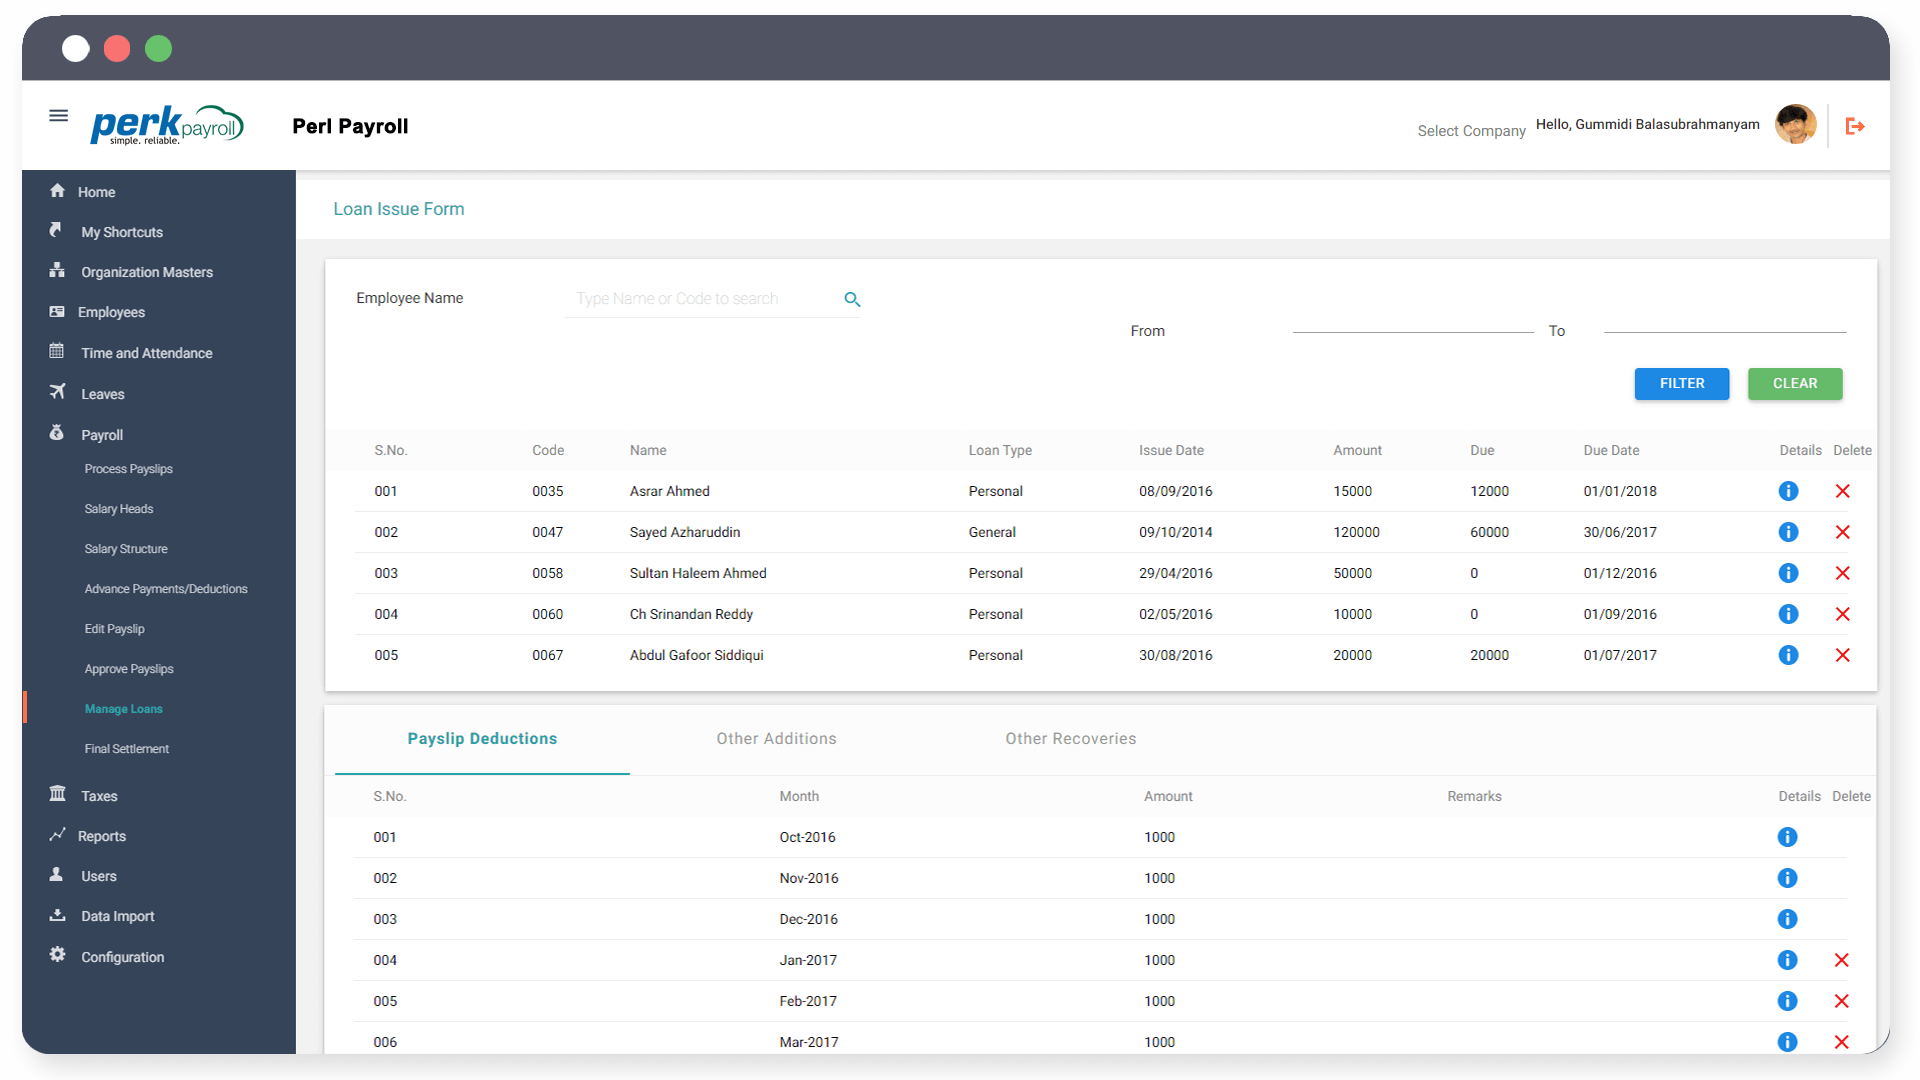 perk payroll
simple. reliable.
Perl Payroll
Select Company
Hello, Gummidi Balasubrahmanyam
Home
My Shortcuts
Organization Masters
Employees
Time and Attendance
Leaves
Payroll
Process Payslips
Salary Heads
Salary Structure
Advance Payments/Deductions
Edit Payslip
Approve Payslips
Manage Loans
Final Settlement
Taxes
Reports
Users
Data Import
Configuration
Loan Issue Form
Employee Name Type Name or Code to search
From To
FILTER CLEAR
S.No. Code Name Loan Type Issue Date Amount Due Due Date Details Delete
001 0035 Asrar Ahmed Personal 08/09/2016 15000 12000 01/01/2018
002 0047 Sayed Azharuddin General 09/10/2014 120000 60000 30/06/2017
003 0058 Sultan Haleem Ahmed Personal 29/04/2016 50000 0 01/12/2016
004 0060 Ch Srinandan Reddy Personal 02/05/2016 10000 0 01/09/2016
005 0067 Abdul Gafoor Siddiqui Personal 30/08/2016 20000 20000 01/07/2017
Payslip Deductions Other Additions Other Recoveries
S.No. Month Amount Remarks Details Delete
001 Oct-2016 1000
002 Nov-2016 1000
003 Dec-2016 1000
004 Jan-2017 1000
005 Feb-2017 1000
006 Mar-2017 1000